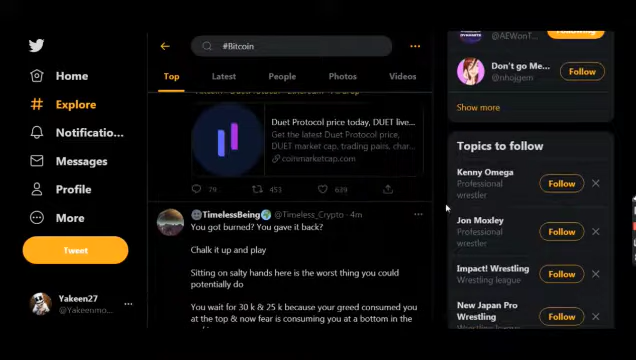 #Bitcoin
Home
Explore
Notificatio...
Messages
Profile
More
Tweet
Yakeen27
@Yakeenmo...
Top
Latest
People
Photos
Videos
Duet Protocol price today, DUET live...
Get the latest Duet Protocol price,
DUET market cap, trading pairs, char...
coinmarketcap.com
79
453
639
TimelessBeing @Timeless_Crypto · 4m
You got burned? You gave it back?
Chalk it up and play
Sitting on salty hands here is the worst thing you could
potentially do
You wait for 30 k & 25 k because your greed consumed you
at the top & now fear is consuming you at a bottom in the
@AEWonT...
Following
Don't go Me...
@nhojgem
Follow
Show more
Topics to follow
Kenny Omega
Professional
wrestler
Follow
Jon Moxley
Professional
wrestler
Follow
Impact! Wrestling
Wrestling league
Follow
New Japan Pro
Wrestling
Wrestling league
Follow